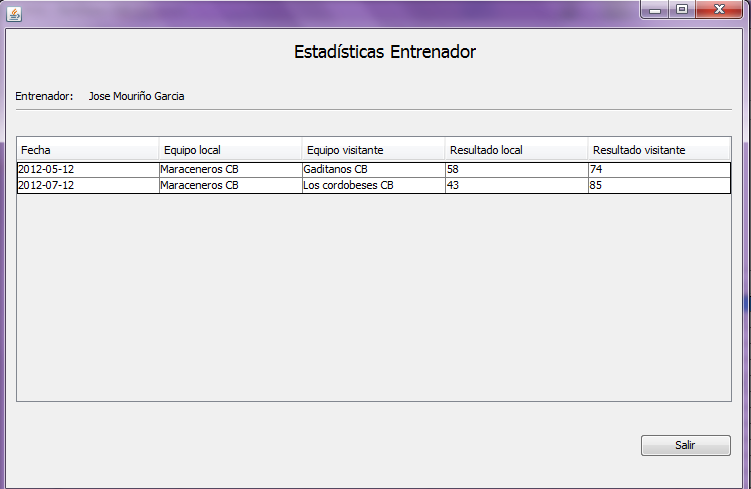 Estadísticas Entrenador
Entrenador: Jose Mouriño Garcia
Fecha Equipo local Equipo visitante Resultado local Resultado visitante
2012-05-12 Maraceneros CB Gaditanos CB 58 74
2012-07-12 Maraceneros CB Los cordobeses CB 43 85
Salir